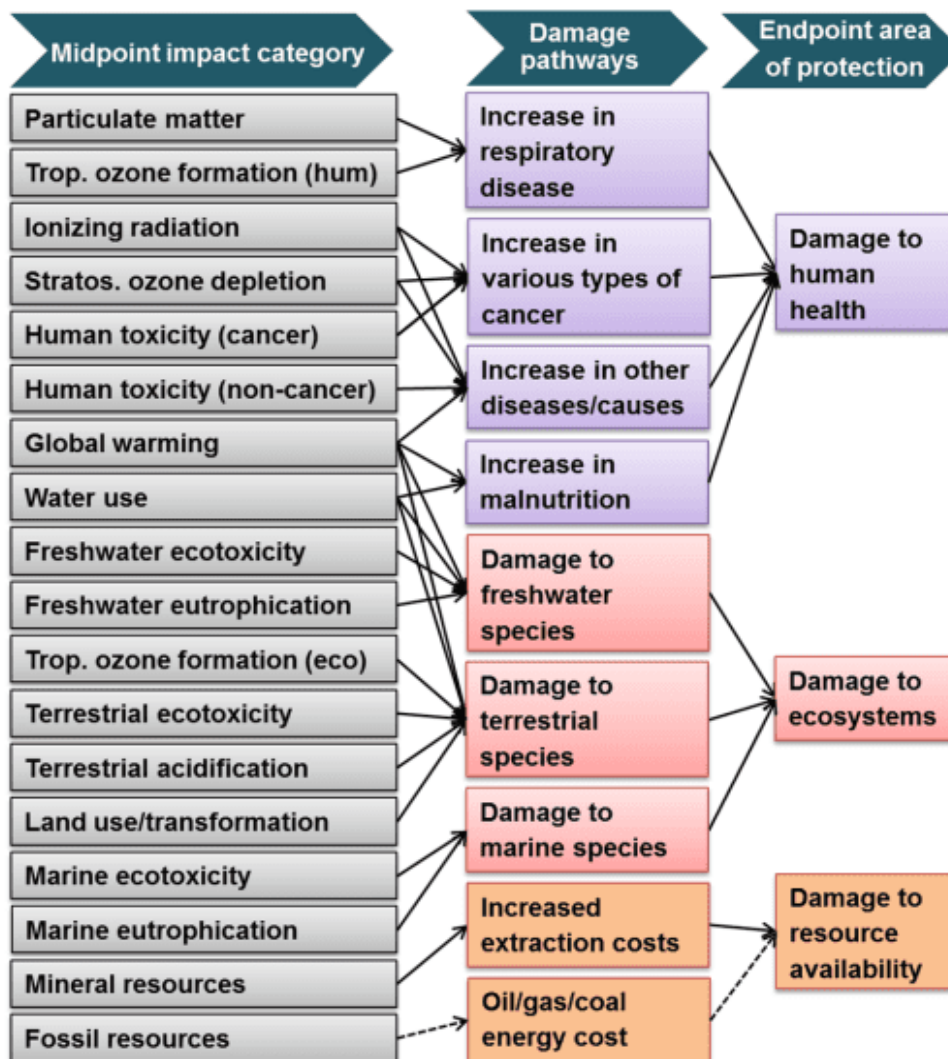 Midpoint impact category
Damage
pathways
Endpoint area
of protection
Particulate matter
Trop. ozone formation (hum)
Ionizing radiation
Stratos. ozone depletion
Human toxicity (cancer)
Human toxicity (non-cancer)
Global warming
Water use
Freshwater ecotoxicity
Freshwater eutrophication
Trop. ozone formation (eco)
Terrestrial ecotoxicity
Terrestrial acidification
Land use/transformation
Marine ecotoxicity
Marine eutrophication
Mineral resources
Fossil resources
Increase in
respiratory
disease
Increase in
various types of
cancer
Increase in other
diseases/causes
Increase in
malnutrition
Damage to
freshwater
species
Damage to
terrestrial
species
Damage to
marine species
Increased
extraction costs
Oil/gas/coal
energy cost
Damage to
human
health
Damage to
ecosystems
Damage to
resource
availability